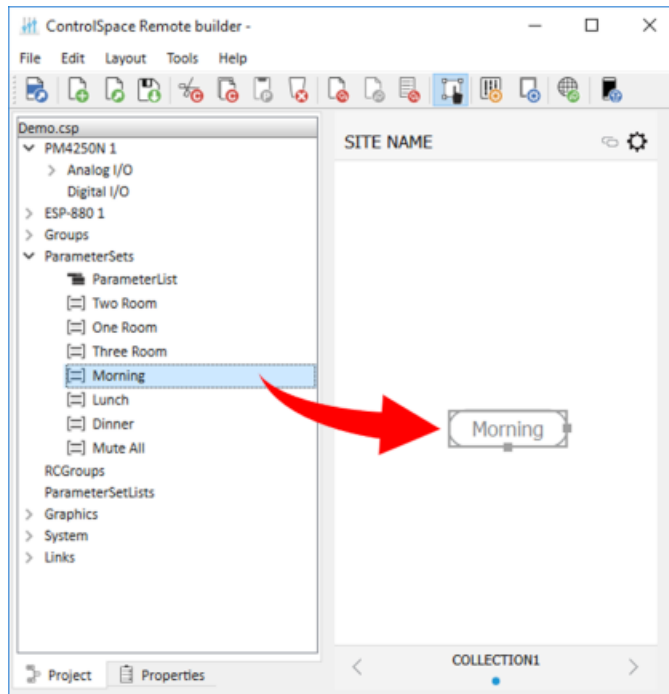 ControlSpace Remote builder -
File Edit Layout Tools Help
Demo.csp
PM4250N 1
Analog I/O
Digital I/O
ESP-880 1
Groups
ParameterSets
ParameterList
Two Room
One Room
Three Room
Morning
Lunch
Dinner
Mute All
RCGroups
ParameterSetLists
Graphics
System
Links
Project Properties
SITE NAME
Morning
COLLECTION1